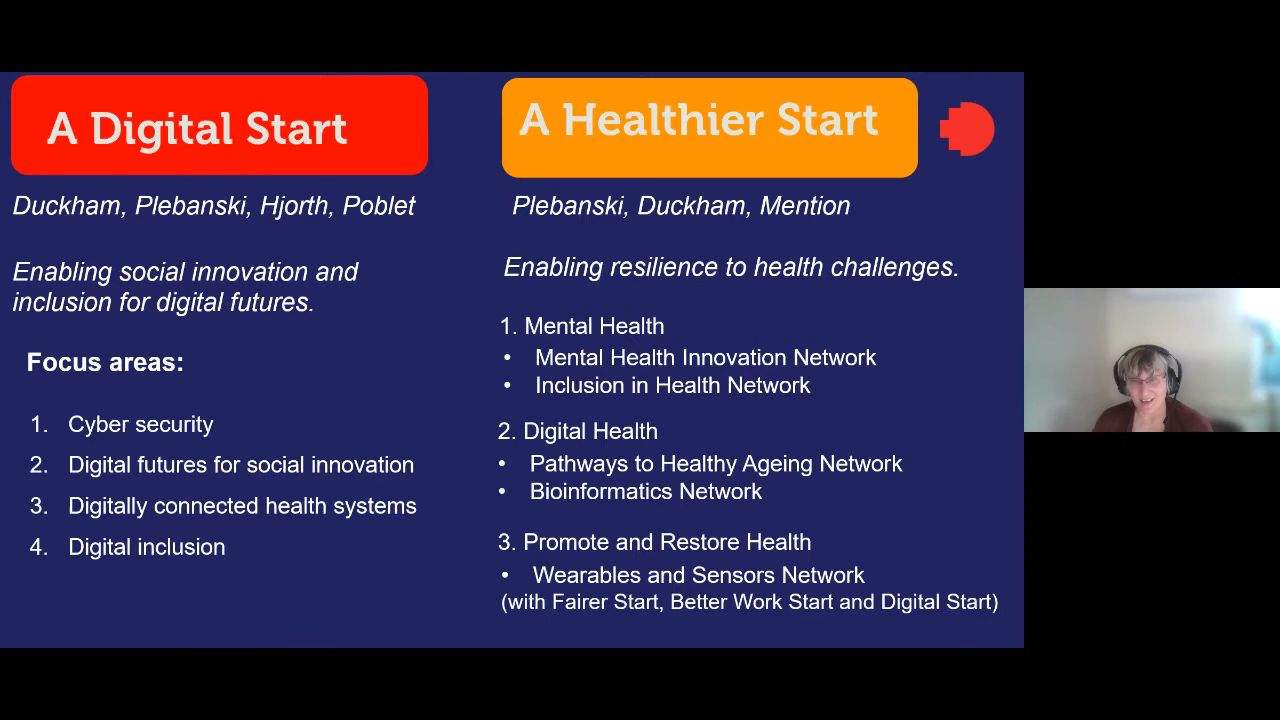 A Digital Start
Duckham, Plebanski, Hjorth, Poblet
Enabling social innovation and
inclusion for digital futures.
Focus areas:
1. Cyber security
2. Digital futures for social innovation
3. Digitally connected health systems
4. Digital inclusion
A Healthier Start
Plebanski, Duckham, Mention
Enabling resilience to health challenges.
1. Mental Health
• Mental Health Innovation Network
• Inclusion in Health Network
2. Digital Health
• Pathways to Healthy Ageing Network
• Bioinformatics Network
3. Promote and Restore Health
• Wearables and Sensors Network
(with Fairer Start, Better Work Start and Digital Start)